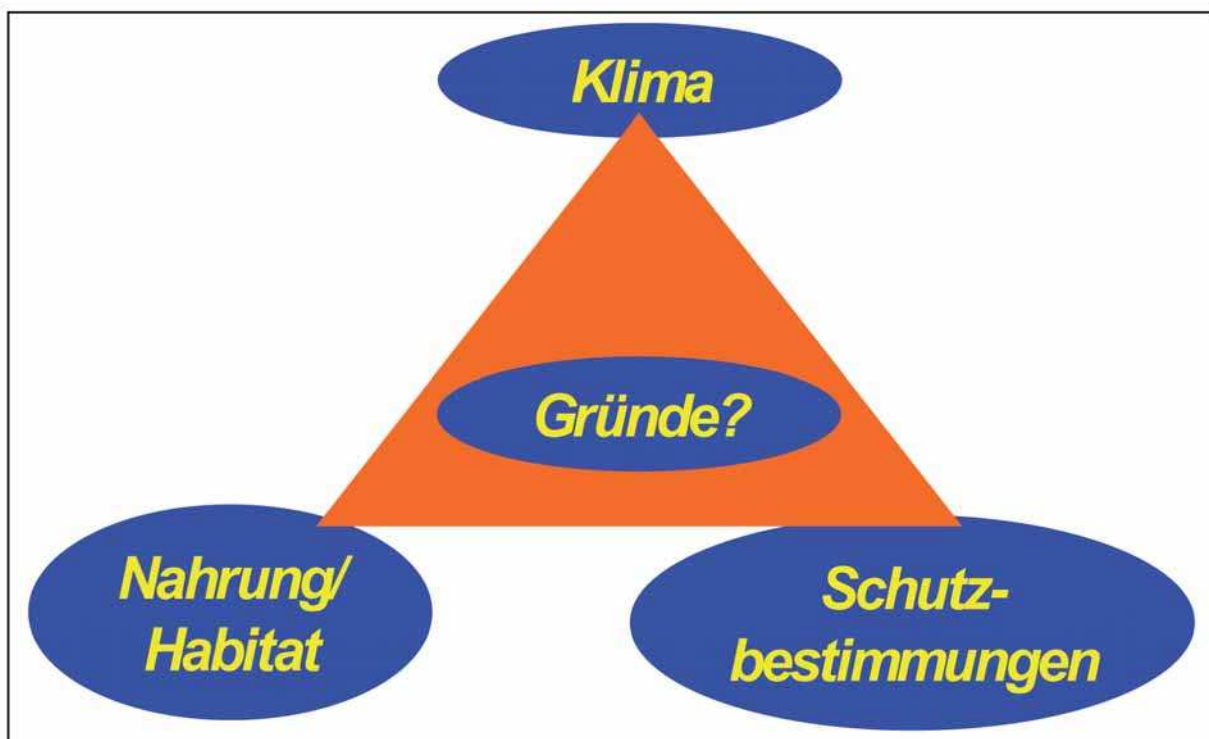 Klima
Gründe?
Nahrung/
Habitat
Schutz-
bestimmungen